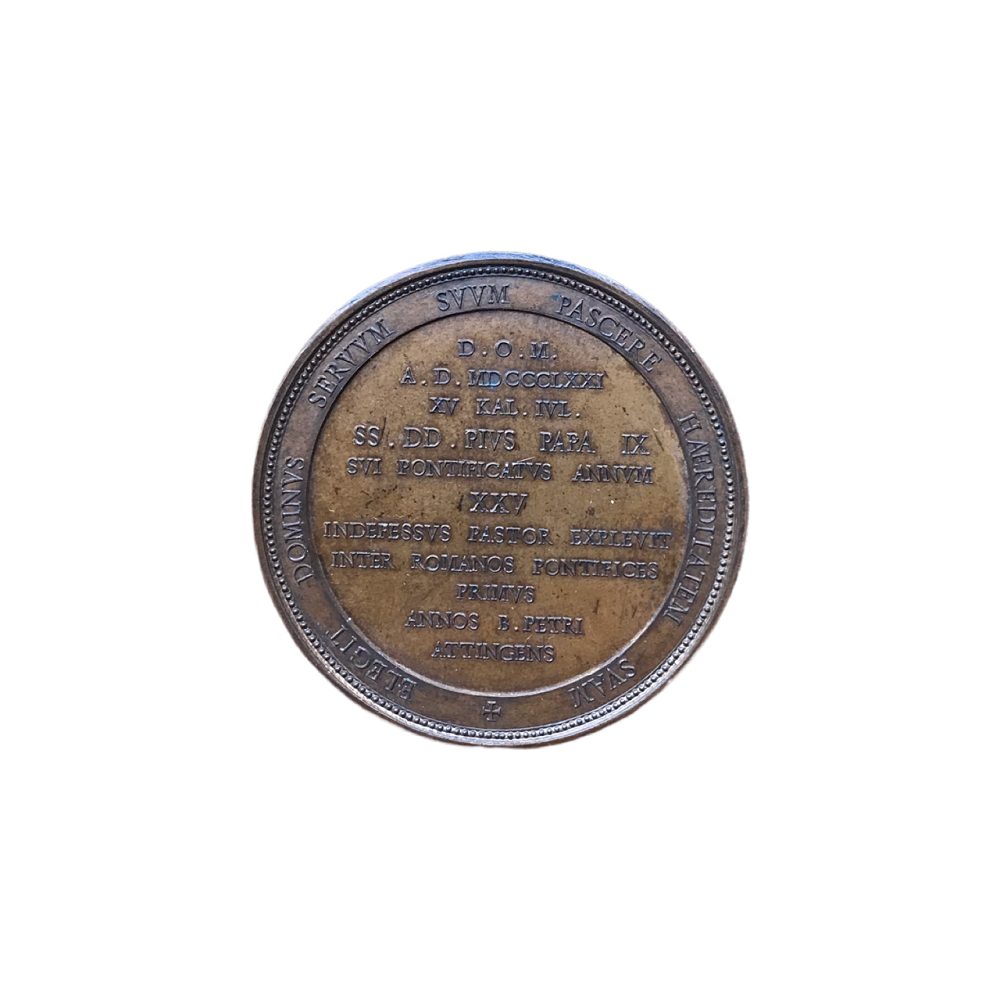 ELEGIT DOMINUS SERVVM SVVM PASCERE HAEREDITATEM SVAM
D.O.M.
A.D.MDCCCLXXI
XV KAL.IVL.
SS.DD.PIVS PAPA IX
SVI PONTIFICATVS ANNVM
XXV
INDEFESSVS PASTOR EXPLEVIT
INTER ROMANOS PONTIFICES
PRIMVS
ANNOS B.PETRI
ATTINGENS